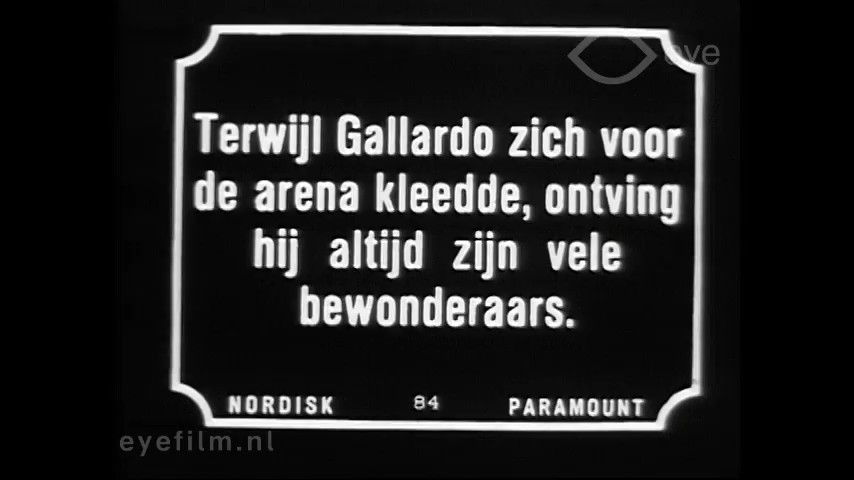 eye
Terwijl Gallardo zich voor
de arena kleedde, ontving
hij altijd zijn vele
bewonderaars.
NORDISK 84 PARAMOUNT
eyefilm.nl